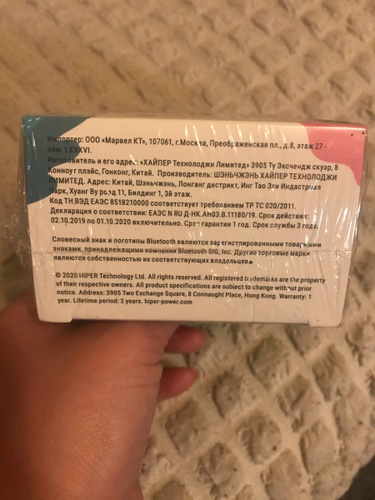 Импортер: ООО «Марвел КТ», 107061, г.Москва, Преображенская пл., д.8, этаж 27 -
пом. LXXXVI.
Изготовитель и его адрес: «ХАЙПЕР Технолоджи Лимитед» 3905 Ту Эксчендж скуэр, 8
Конноут плэйс, Гонконг, Китай. Производитель: ШЭНЬЧЖЭНЬ ХАЙПЕР ТЕХНОЛОДЖИ
ЛИМИТЕД. Адрес: Китай, Шэньчжэнь, Лонганг дистрикт, Инг Тао Эхи Индастриал
Парк, Хуанг Ву роуд 11, Билдинг 1, 3й этаж.
Код ТН,ВЭД ЕАЭС 8518210000 соответствует требованиям ТР ТС 020/2011.
Декларация о соответствии: ЕАЭС N RU Д-HK.АН03.В.11180/19. Срок действия:
02.10.2019 по 01.10.2020 включительно. Срок гарантии 1 год. Срок службы 3 года.
Словесный знак и логотипы Bluetooth являются зарегистрированными товарными
знаками, принадлежащими компании Bluetooth SIG, Inc. Другие торговые марки
являются собственностью их соответствующих владельцев.
© 2020 HIPER Technology Ltd. All rights reserved. All registered trademarks are the property
of their respective owners. All product specifications are subject to change without prior
notice. Address: 3905 Two Exchange Square, 8 Connaught Place, Hong Kong. Warranty: 1
year. Lifetime period: 2 years. hiper-power.com